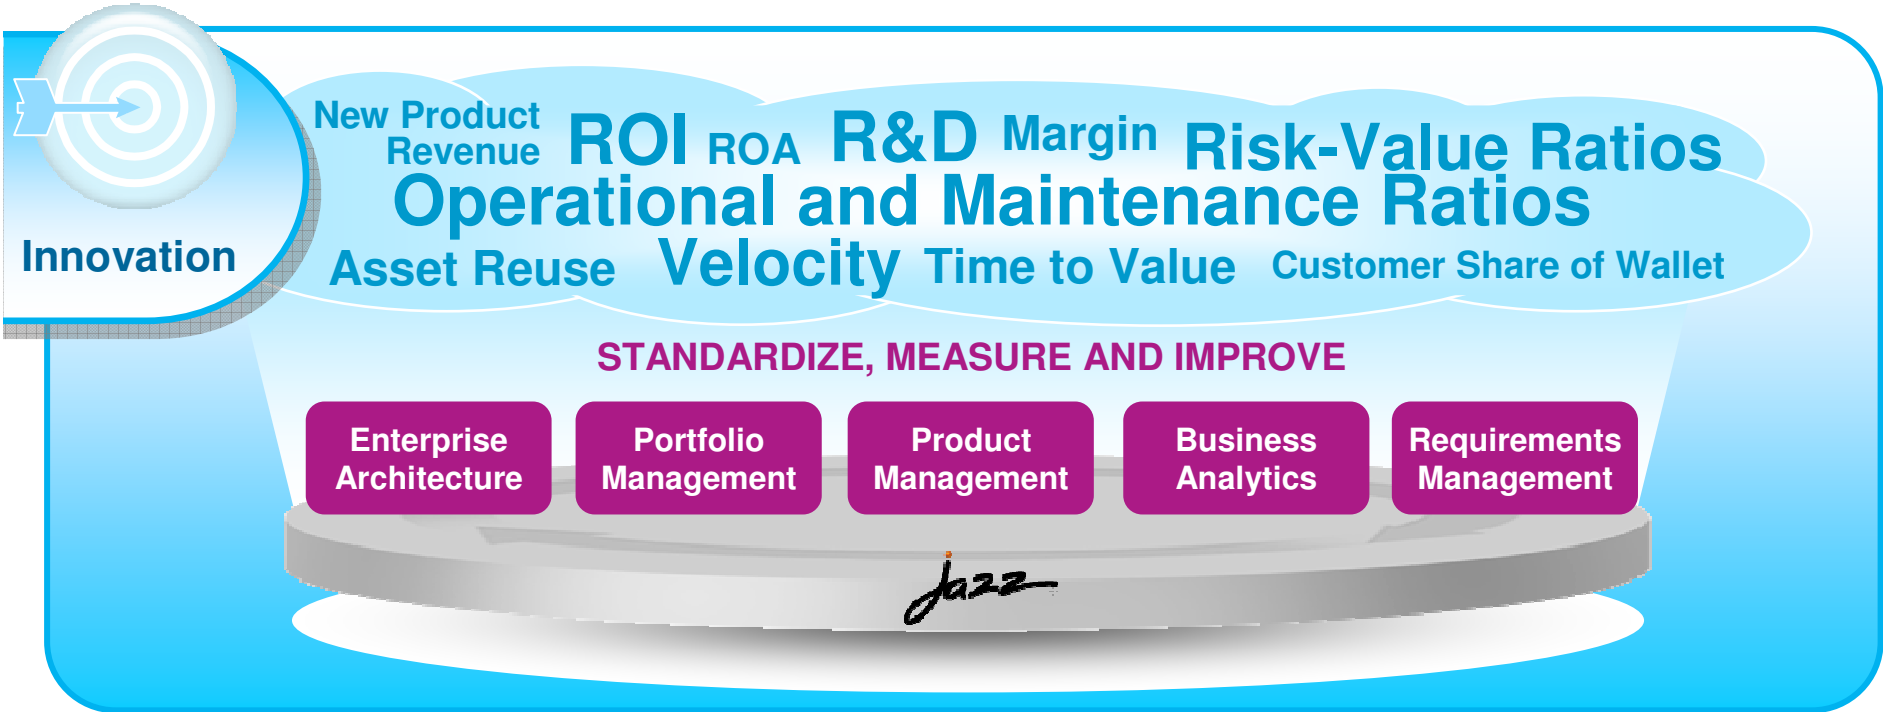 New Product
Revenue
ROI
ROA
R&D
Margin
Risk-Value Ratios
Operational and Maintenance Ratios
Innovation
Asset Reuse
Velocity
Time to Value
Customer Share of Wallet
STANDARDIZE, MEASURE AND IMPROVE
Enterprise
Architecture
Portfolio
Management
Product
Management
Business
Analytics
Requirements
Management
jazz